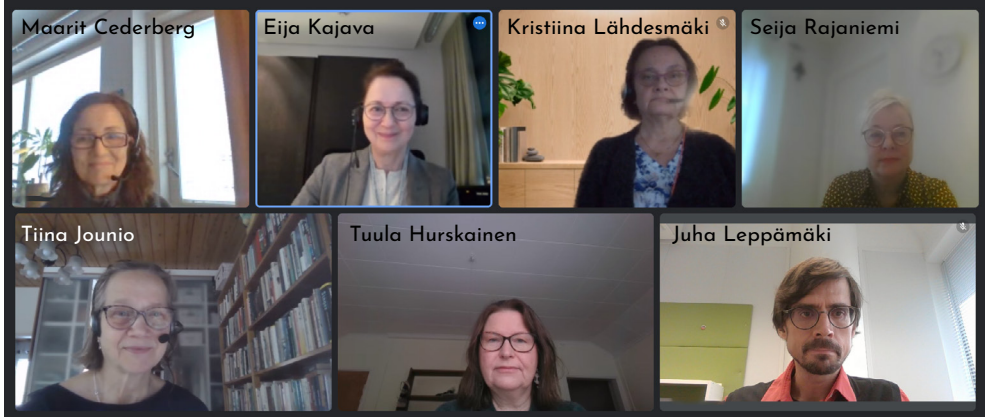 Maarit Cederberg
Eija Kajava
Kristiina Lähdesmäki
Seija Rajaniemi
Tiina Jounio
Tuula Hurskainen
Juha Leppämäki